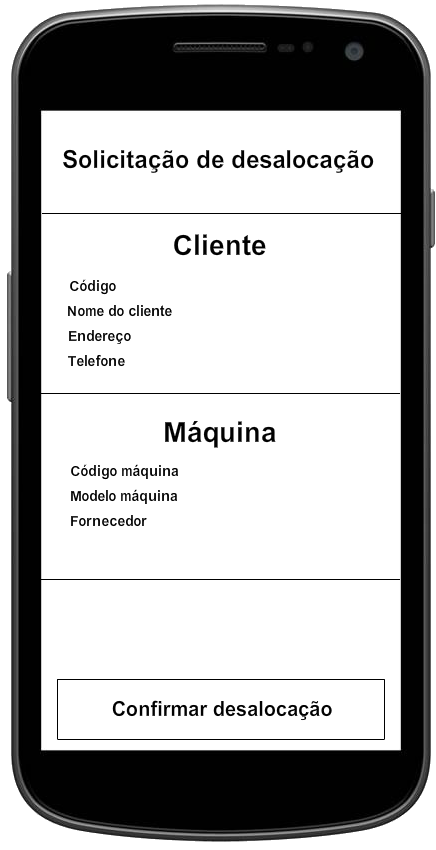 Solicitação de desalocação
Cliente
Código
Nome do cliente
Endereço
Telefone
Máquina
Código máquina
Modelo máquina
Fornecedor
Confirmar desalocação